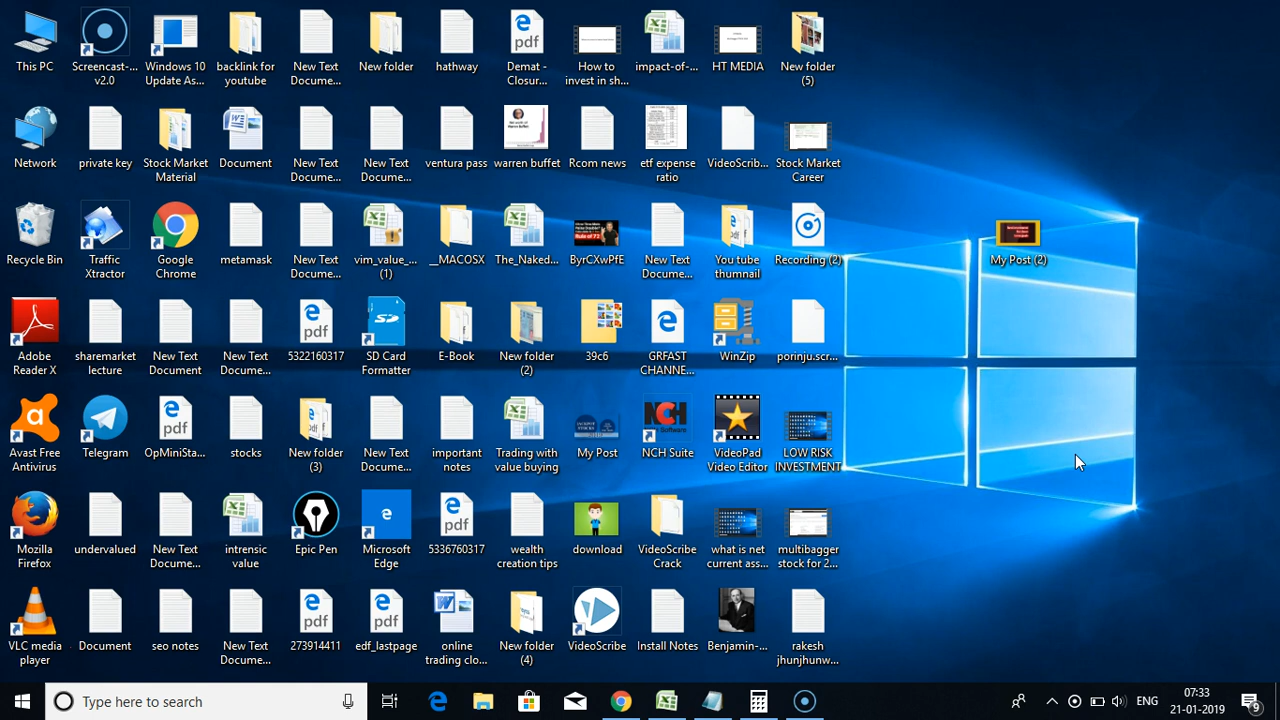 This PC
Screencast-...
v2.0
Windows 10
Update As...
backlink for
youtube
New Text
Docume...
New folder
hathway
Demat -
Closur...
How to
invest in sh...
impact-of-...
HT MEDIA
New folder
(5)
Network
private key
Stock Market
Material
Document
New Text
Docume...
New Text
Docume...
ventura pass
warren buffet
Rcom news
etf expense
ratio
VideoScrib...
Stock Market
Career
Recycle Bin
Traffic
Xtractor
Google
Chrome
metamask
New Text
Docume...
vim_value_...
(1)
__MACOSX
The_Naked...
ByrCXwPfE
New Text
Docume...
You tube
thumnail
Recording (2)
My Post (2)
Adobe
Reader X
sharemarket
lecture
New Text
Document
New Text
Docume...
5322160317
SD Card
Formatter
E-Book
New folder
(2)
39c6
GRFAST
CHANNE...
WinZip
porinju.scr...
Avast Free
Antivirus
Telegram
OpMiniSta...
stocks
New folder
(3)
New Text
Docume...
important
notes
Trading with
value buying
My Post
NCH Suite
VideoPad
Video Editor
LOW RISK
INVESTMENT
Mozilla
Firefox
undervalued
New Text
Docume...
intrensic
value
Epic Pen
Microsoft
Edge
5336760317
wealth
creation tips
download
VideoScribe
Crack
what is net
current ass...
multibagger
stock for 2...
VLC media
player
Document
seo notes
New Text
Docume...
273914411
edf_lastpage
online
trading clo...
New folder
(4)
VideoScribe
Install Notes
Benjamin-...
rakesh
jhunjhunw...
Type here to search
ENG
07:33
21-01-2019